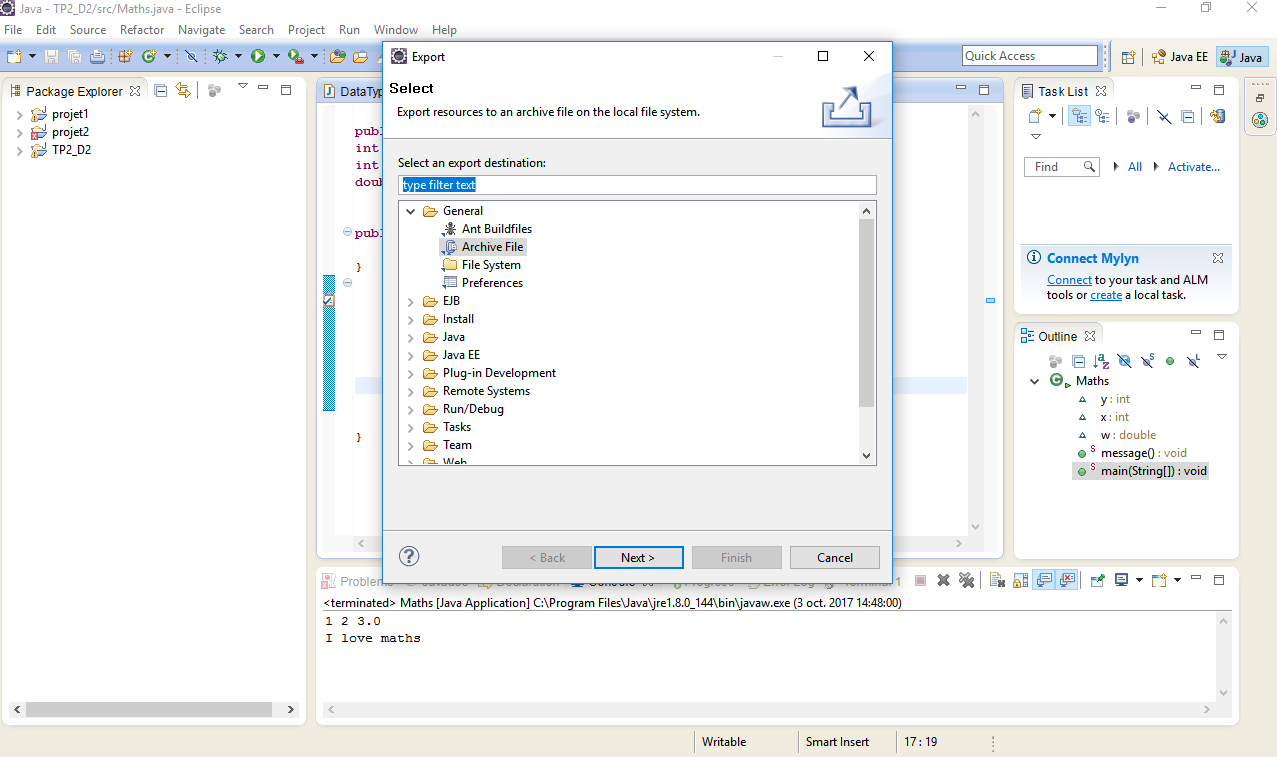 Java - TP2_D2/src/Maths.java - Eclipse
File Edit Source Refactor Navigate Search Project Run Window Help
Quick Access
Java EE
Java
Package Explorer
projet1
projet2
TP2_D2
DataTyp
publ
int
int
doub
publ
}
}
Export
Select
Export resources to an archive file on the local file system.
Select an export destination:
type filter text
General
Ant Buildfiles
Archive File
File System
Preferences
EJB
Install
Java
Java EE
Plug-in Development
Remote Systems
Run/Debug
Tasks
Team
Web
< Back
Next >
Finish
Cancel
Task List
Find
All
Activate...
Connect Mylyn
Connect to your task and ALM
tools or create a local task.
Outline
Maths
y : int
x : int
w : double
message() : void
main(String[]) : void
Problems
Console
<terminated> Maths [Java Application] C:\Program Files\Java\jre1.8.0_144\bin\javaw.exe (3 oct. 2017 14:48:00)
1 2 3.0
I love maths
Writable
Smart Insert
17 : 19